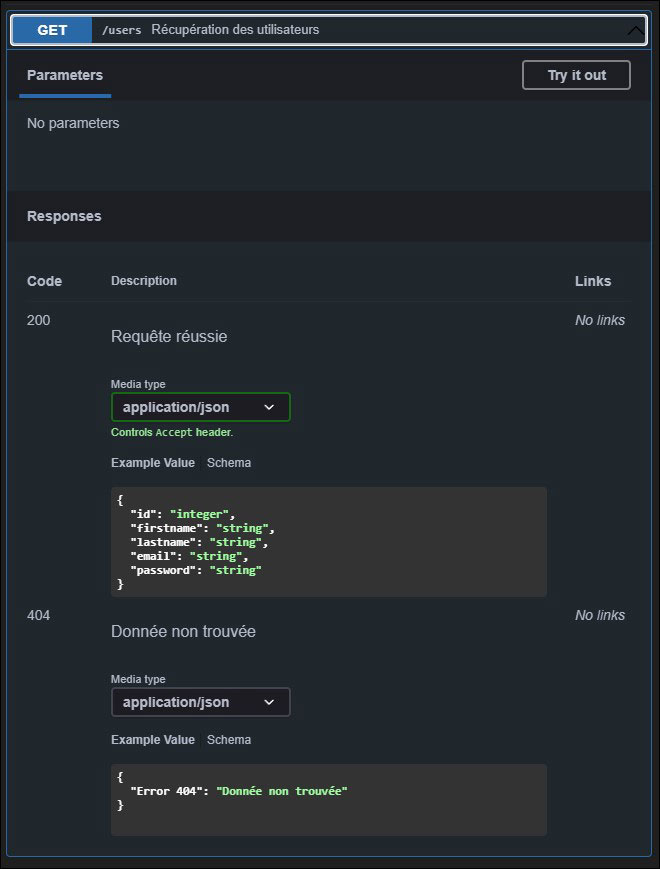 GET /users Récupération des utilisateurs
Parameters Try it out
No parameters
Responses
Code Description Links
200 Requête réussie No links
Media type
application/json
Controls Accept header.
Example Value Schema
{
  "id": "integer",
  "firstname": "string",
  "lastname": "string",
  "email": "string",
  "password": "string"
}
404 Donnée non trouvée No links
Media type
application/json
Example Value Schema
{
  "Error 404": "Donnée non trouvée"
}